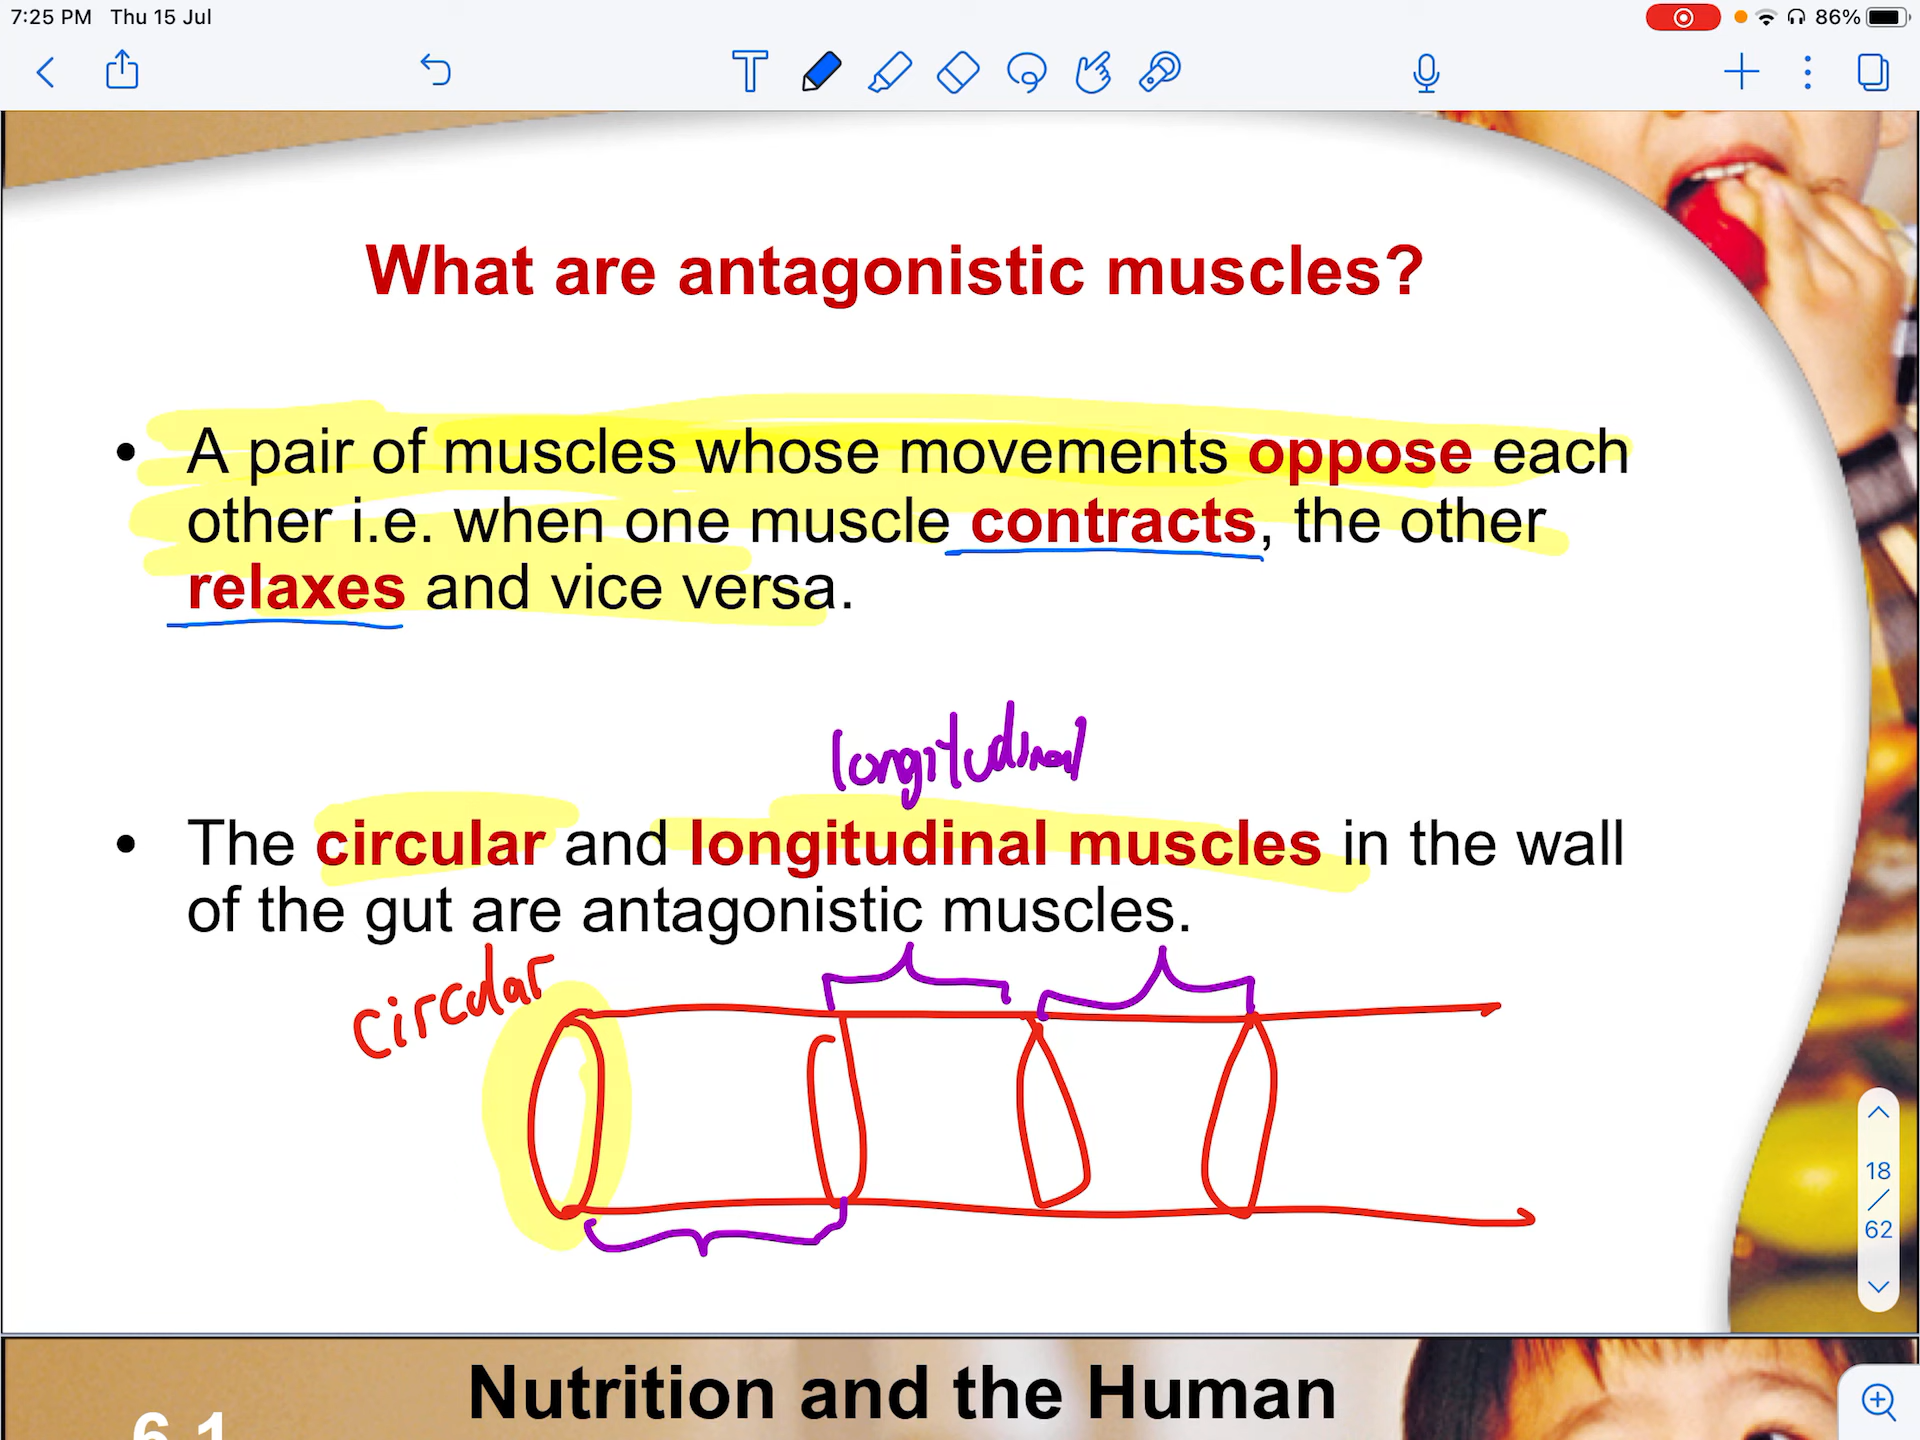 7:25 PM Thu 15 Jul
86%
T
What are antagonistic muscles?
• A pair of muscles whose movements oppose each
other i.e. when one muscle contracts, the other
relaxes and vice versa.
longitudinal
• The circular and longitudinal muscles in the wall
of the gut are antagonistic muscles.
circular
18
/
62
Nutrition and the Human
6.1